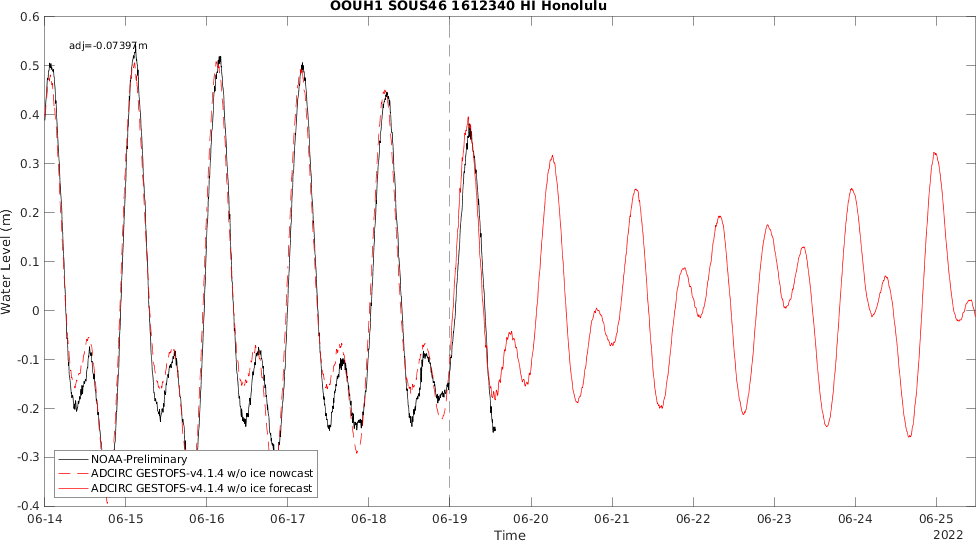 OOUH1 SOUS46 1612340 HI Honolulu
adj=-0.07397m
Water Level (m)
0.6
0.5
0.4
0.3
0.2
0.1
0
-0.1
-0.2
-0.3
-0.4
NOAA-Preliminary
ADCIRC GESTOFS-v4.1.4 w/o ice nowcast
ADCIRC GESTOFS-v4.1.4 w/o ice forecast
06-14 06-15 06-16 06-17 06-18 06-19 06-20 06-21 06-22 06-23 06-24 06-25
Time
2022